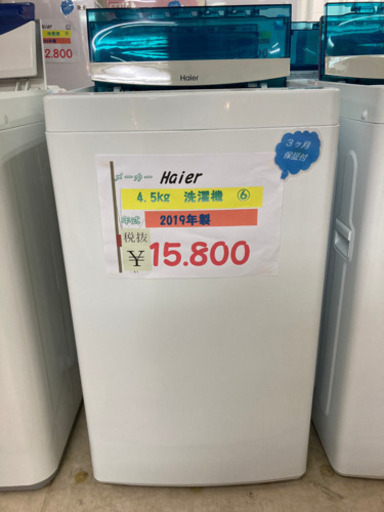 2.800
Haier
3ヶ月
保証付
メーカー Haier
4.5kg 洗濯機 ⑥
年式 2019年製
税抜
¥15.800